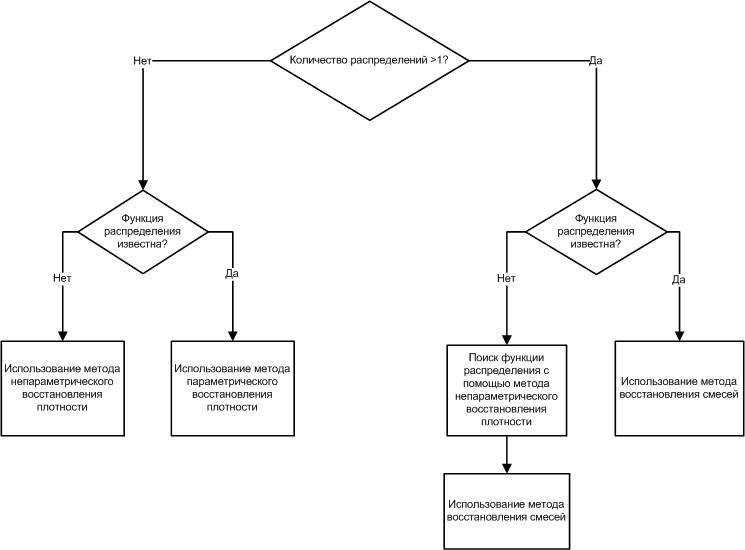 Количество распределений >1?
Нет
Да
Функция
распределения
известна?
Функция
распределения
известна?
Нет
Да
Нет
Да
Использование метода
непараметрического
восстановления
плотности
Использование метода
параметрического
восстановления
плотности
Поиск функции
распределения с
помощью метода
непараметрического
восстановления
плотности
Использование метода
восстановления смесей
Использование метода
восстановления смесей